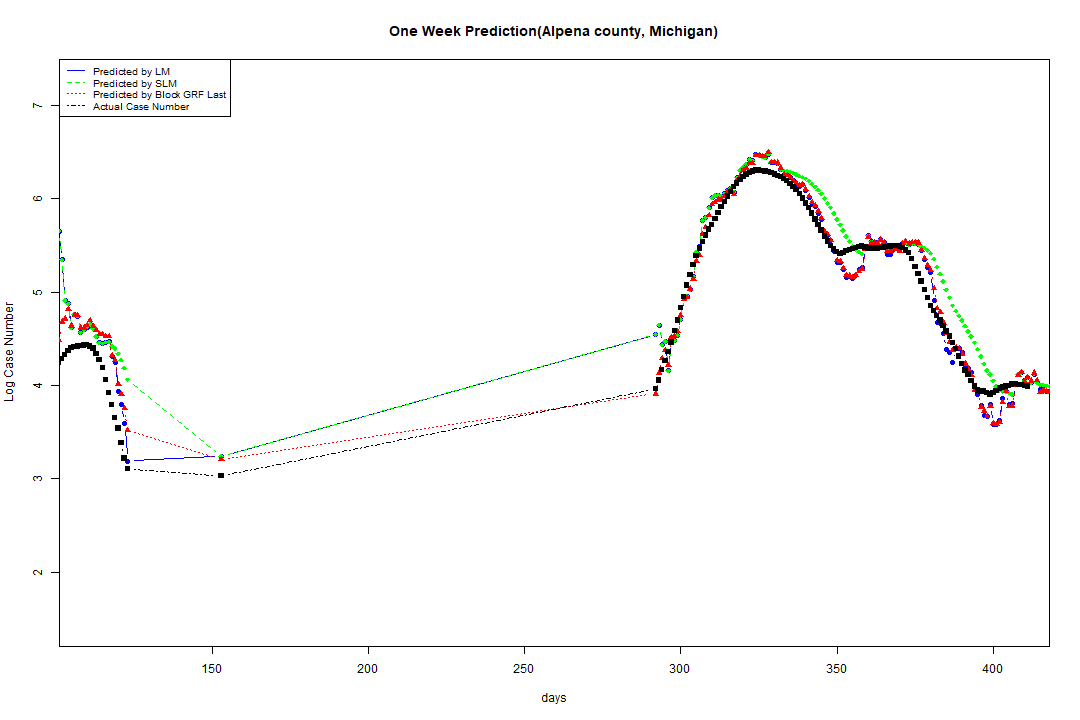 One Week Prediction(Alpena county, Michigan)
Predicted by LM
Predicted by SLM
Predicted by Block GRF Last
Actual Case Number
Log Case Number
7
6
5
4
3
2
150
200
250
300
350
400
days